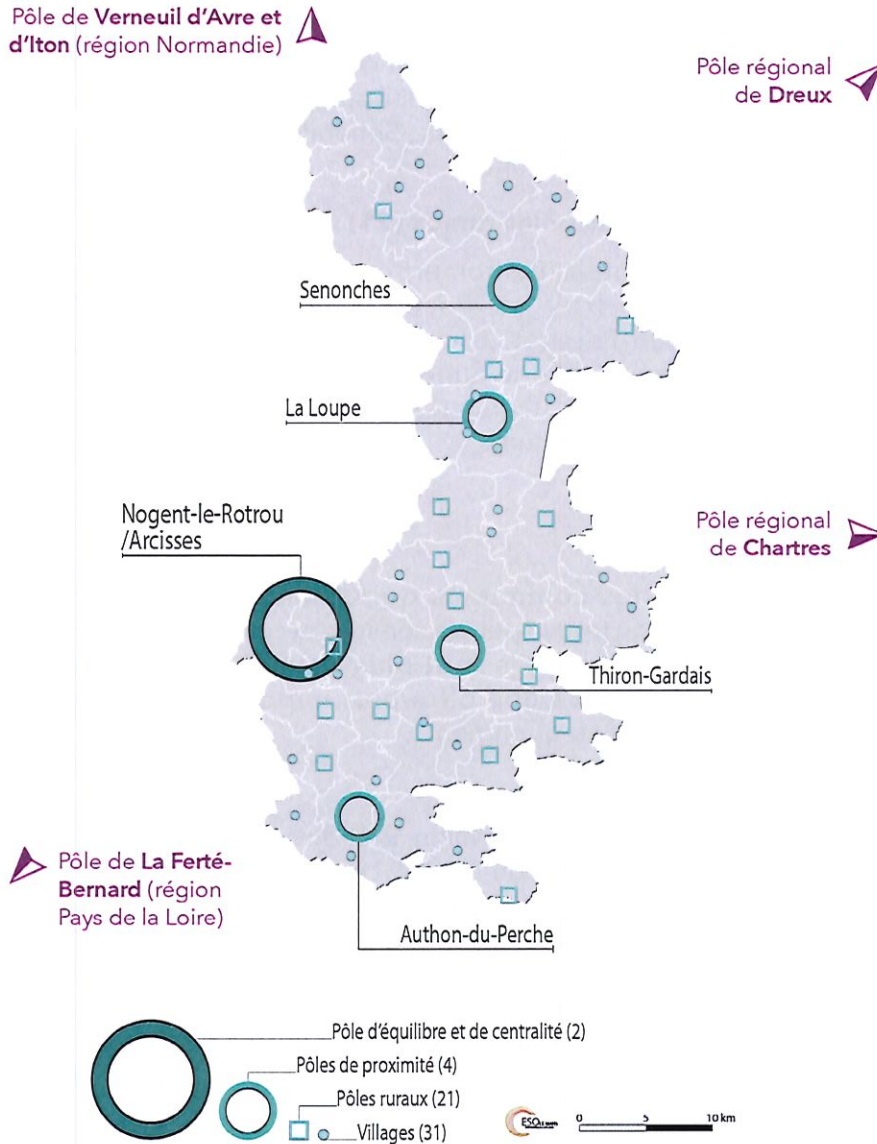 Pôle de Verneuil d'Avre et
d'Iton (région Normandie)
Pôle régional
de Dreux
Senonches
La Loupe
Nogent-le-Rotrou
/Arcisses
Pôle régional
de Chartres
Thiron-Gardais
Pôle de La Ferté-
Bernard (région
Pays de la Loire)
Authon-du-Perche
Pôle d'équilibre et de centralité (2)
Pôles de proximité (4)
Pôles ruraux (21)
Villages (31)
ESO
0 5 10 km